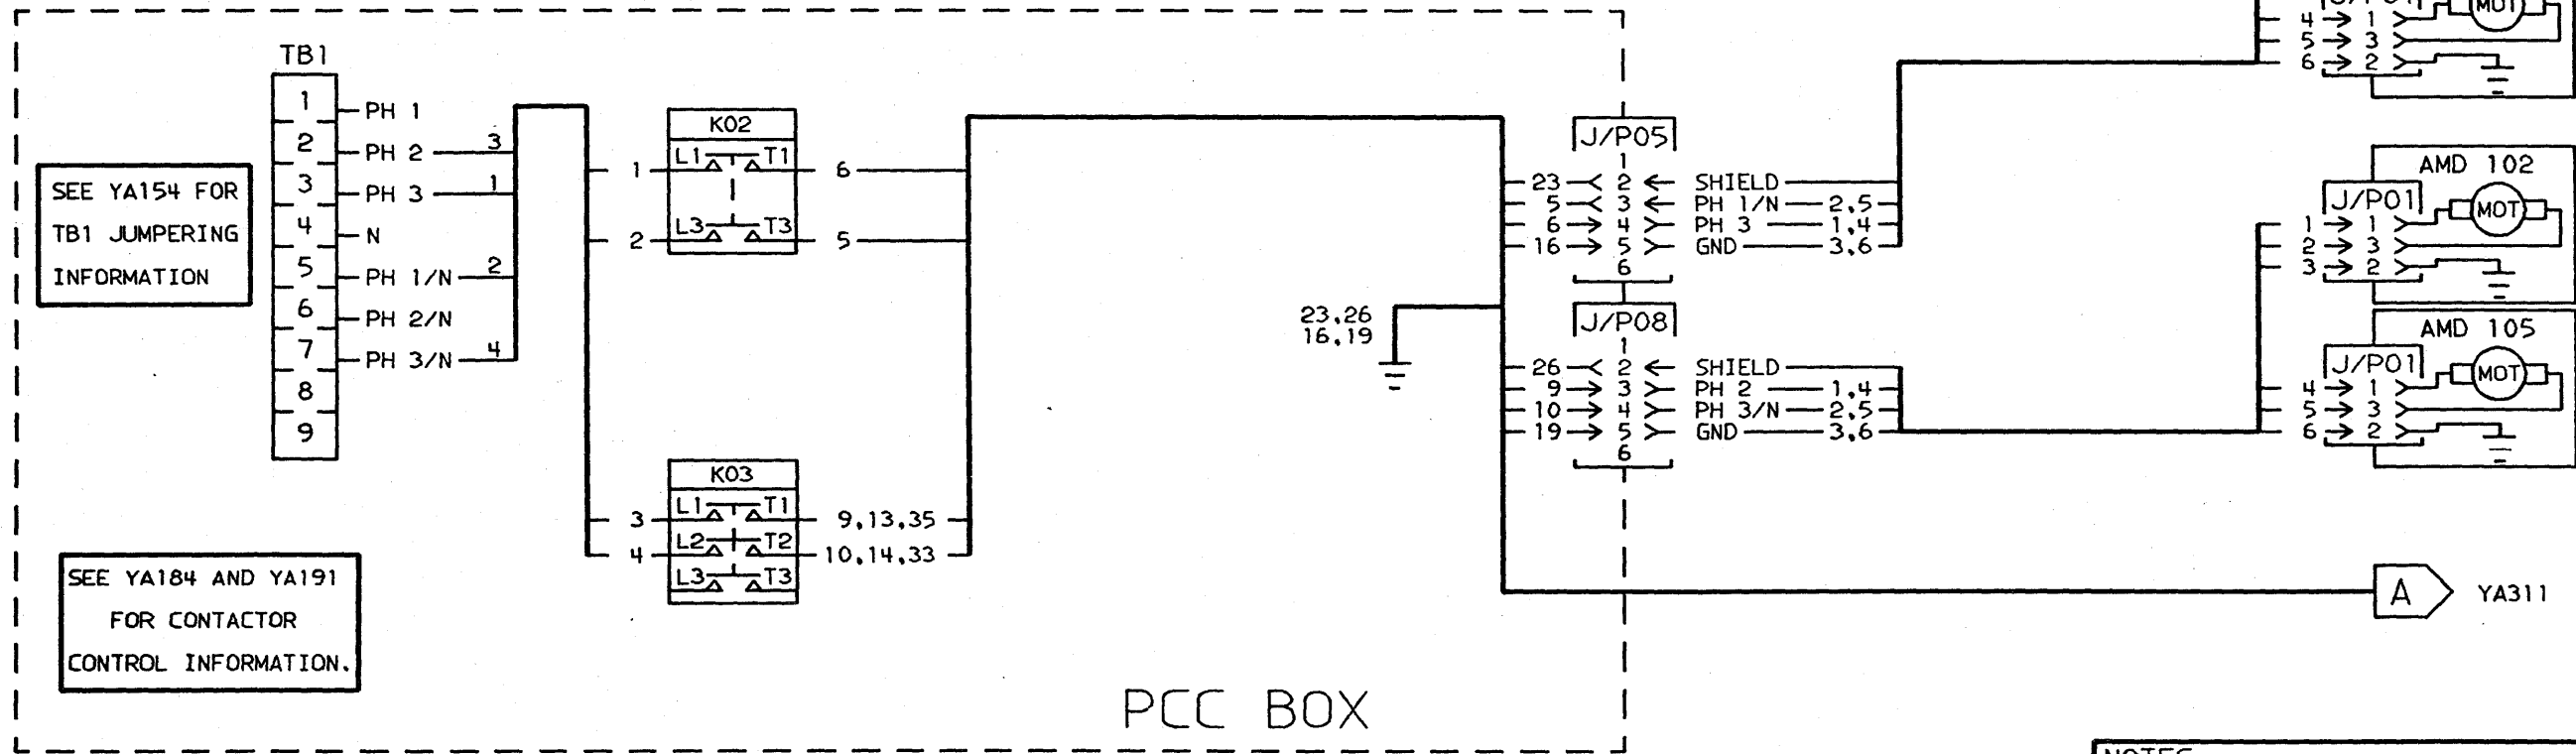 TB1
1 PH 1
2 PH 2 3
3 PH 3 1
4 N
5 PH 1/N 2
6 PH 2/N
7 PH 3/N 4
8
9
SEE YA154 FOR
TB1 JUMPERING
INFORMATION
SEE YA184 AND YA191
FOR CONTACTOR
CONTROL INFORMATION.
K02
1 L1 T1 6
2 L3 T3 5
K03
3 L1 T1 9,13,35
4 L2 T2 10,14,33
L3 T3
23,26
16,19
J/P05
1
23 2 SHIELD
5 3 PH 1/N 2,5
6 4 PH 3 1,4
16 5 GND 3,6
6
J/P08
1
26 2 SHIELD
9 3 PH 2 1,4
10 4 PH 3/N 2,5
19 5 GND 3,6
6
J/P01
MOT
4 1
5 3
6 2
AMD 102
J/P01
MOT
1 1
2 3
3 2
AMD 105
J/P01
MOT
4 1
5 3
6 2
A YA311
PCC BOX
NOTES